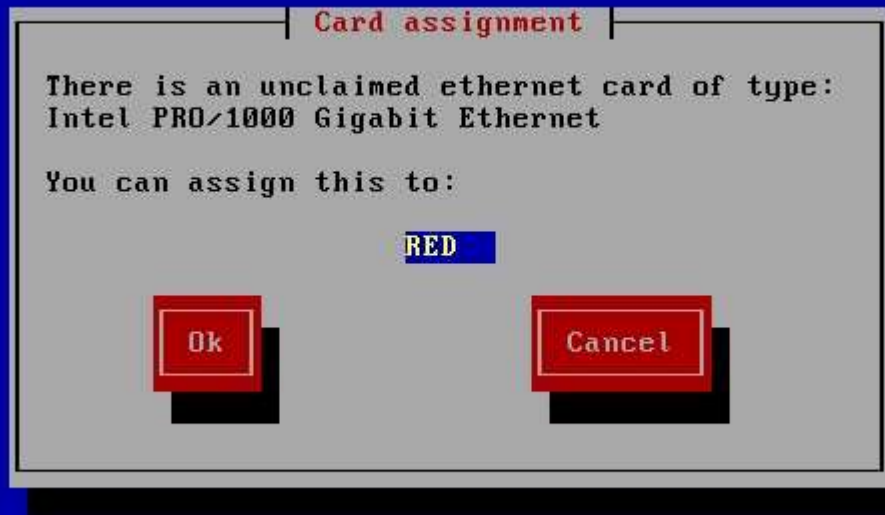 Card assignment
There is an unclaimed ethernet card of type:
Intel PRO/1000 Gigabit Ethernet
You can assign this to:
RED
Ok Cancel